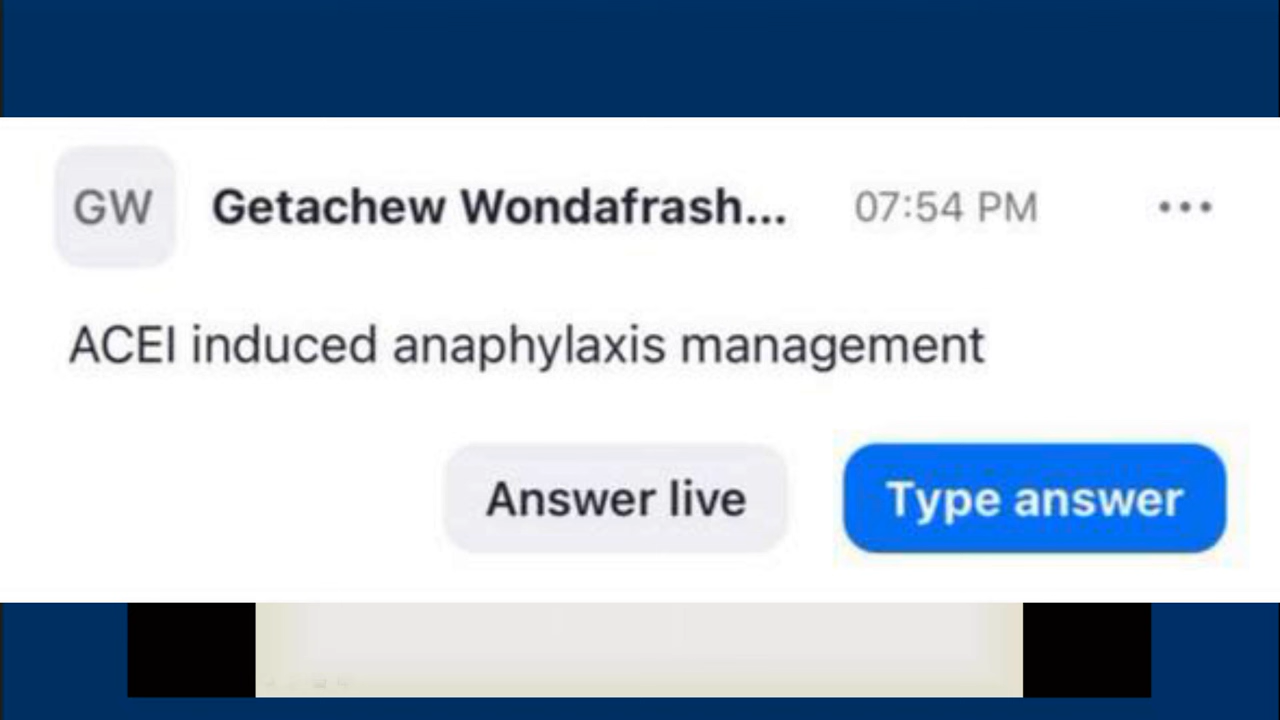 GW Getachew Wondafrash... 07:54 PM
ACEI induced anaphylaxis management
Answer live Type answer